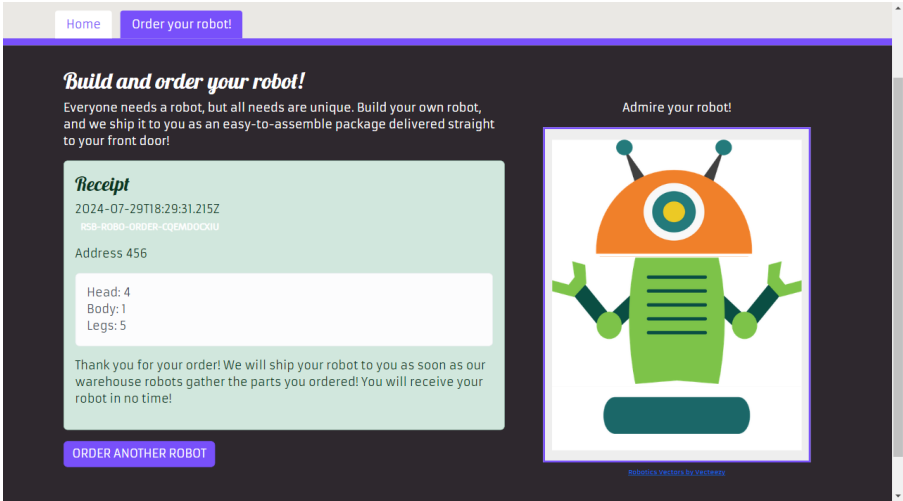 Home
Order your robot!
Build and order your robot!
Everyone needs a robot, but all needs are unique. Build your own robot,
and we ship it to you as an easy-to-assemble package delivered straight
to your front door!
Receipt
2024-07-29T18:29:31.215Z
RSB-ROBO-ORDER-CQEMDOCXIU
Address 456
Head: 4
Body: 1
Legs: 5
Thank you for your order! We will ship your robot to you as soon as our
warehouse robots gather the parts you ordered! You will receive your
robot in no time!
ORDER ANOTHER ROBOT
Admire your robot!
Robotics Vectors by Vecteezy